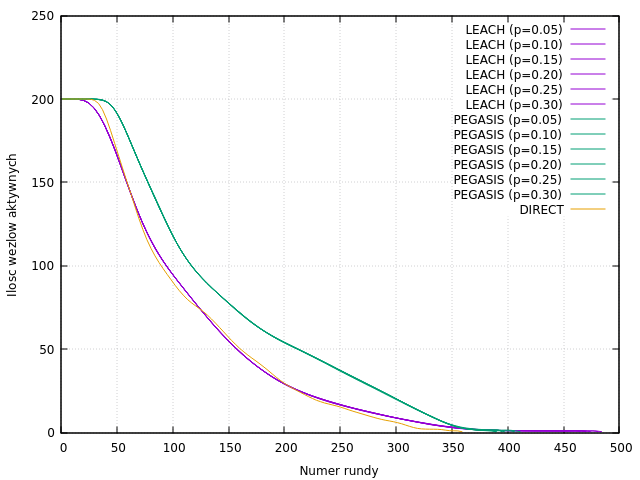 250
200
150
100
50
0
Ilosc wezlow aktywnych
LEACH (p=0.05)
LEACH (p=0.10)
LEACH (p=0.15)
LEACH (p=0.20)
LEACH (p=0.25)
LEACH (p=0.30)
PEGASIS (p=0.05)
PEGASIS (p=0.10)
PEGASIS (p=0.15)
PEGASIS (p=0.20)
PEGASIS (p=0.25)
PEGASIS (p=0.30)
DIRECT
0 50 100 150 200 250 300 350 400 450 500
Numer rundy